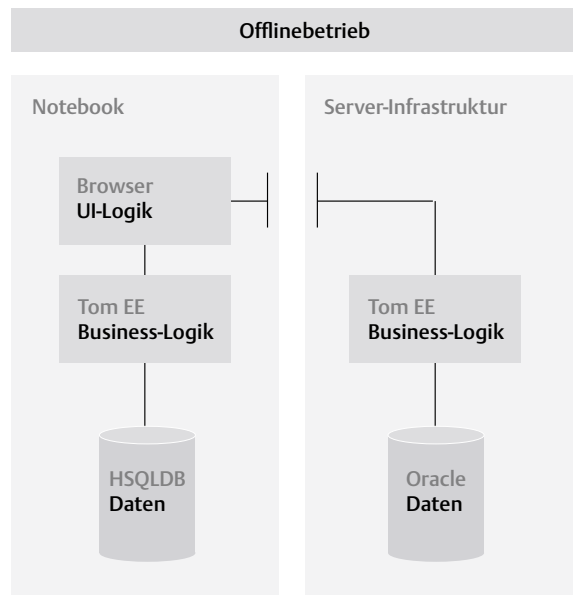 Offlinebetrieb
Notebook
Browser
UI-Logik
Tom EE
Business-Logik
HSQLDB
Daten
Server-Infrastruktur
Tom EE
Business-Logik
Oracle
Daten